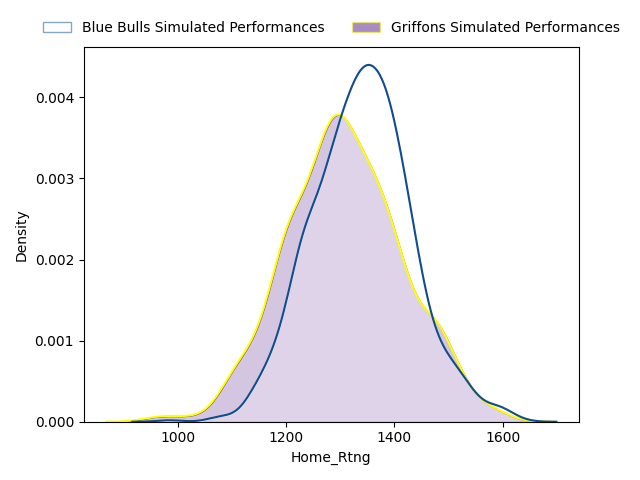 Blue Bulls Simulated Performances
Griffons Simulated Performances
0.004
0.003
0.002
0.001
0.000
Density
1000
1200
1400
1600
Home_Rtng